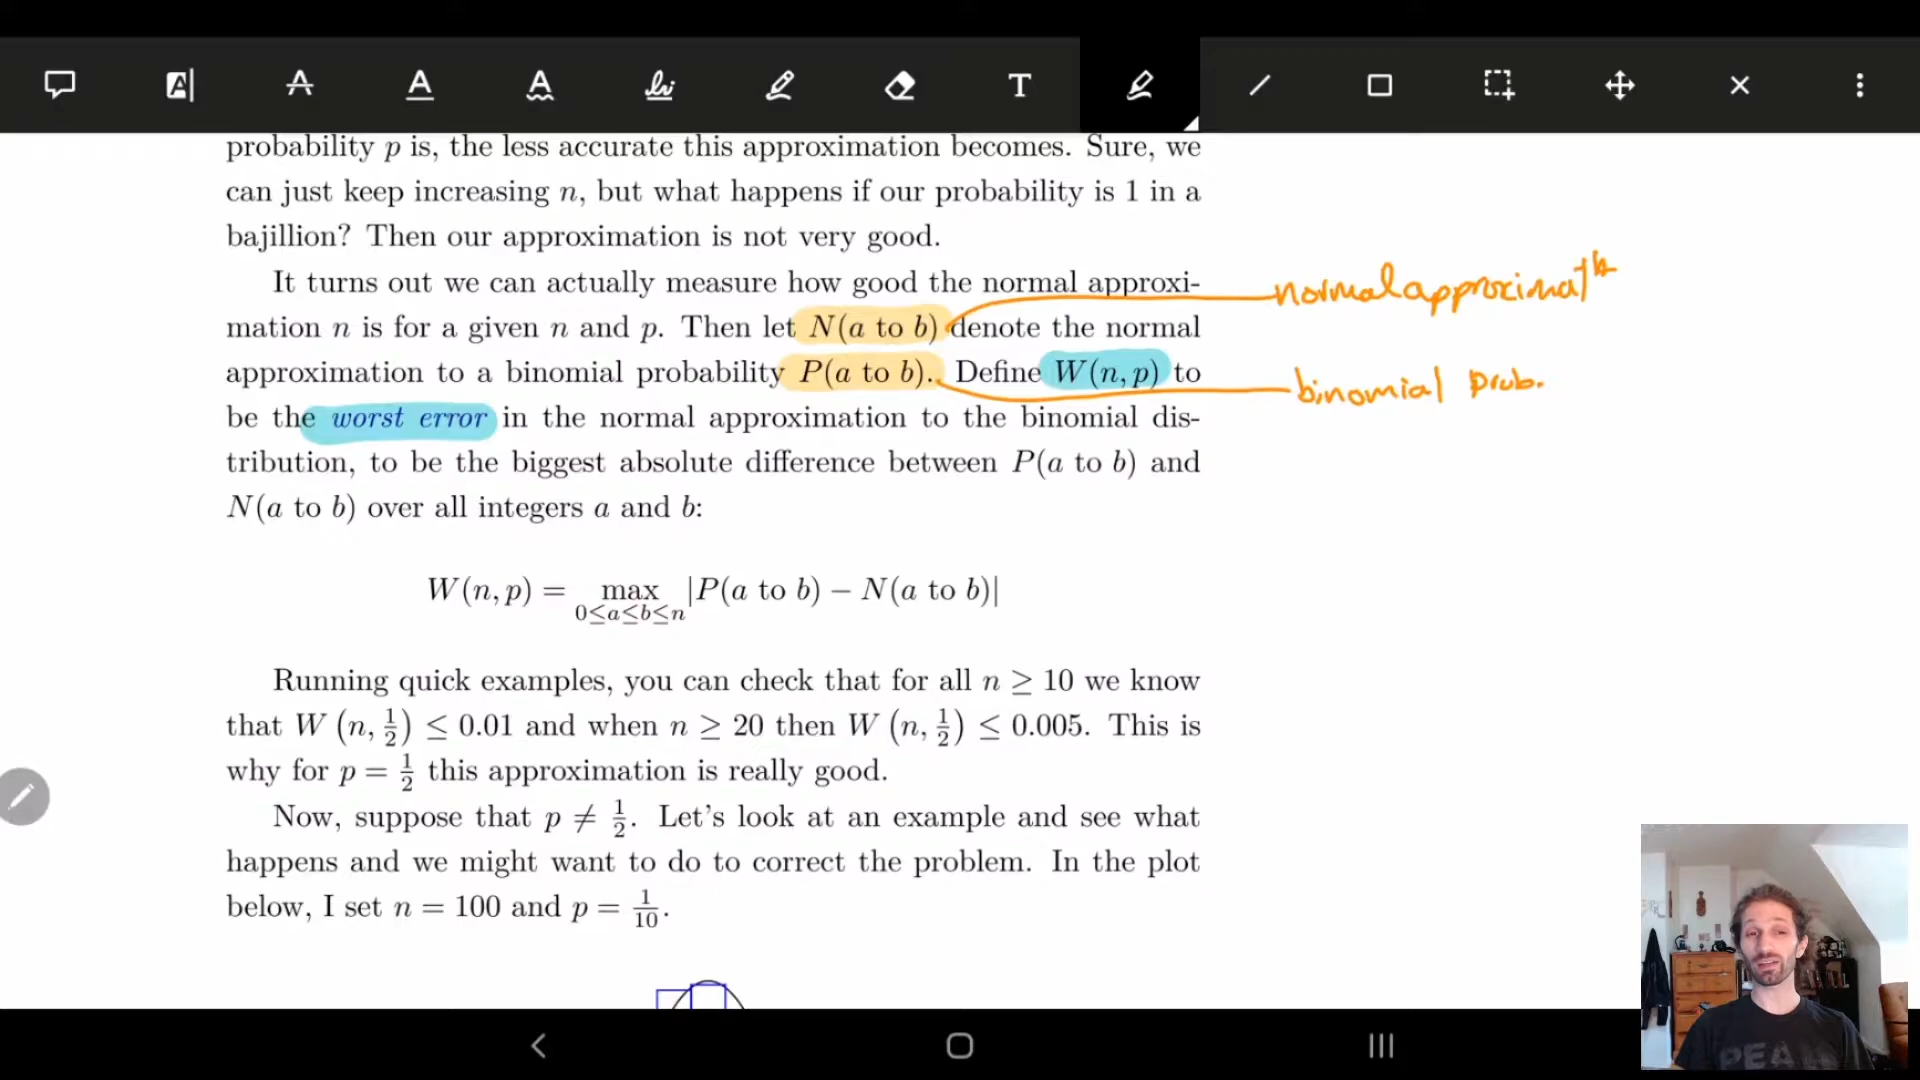 probability p is, the less accurate this approximation becomes. Sure, we
can just keep increasing n, but what happens if our probability is 1 in a
bajillion? Then our approximation is not very good.
It turns out we can actually measure how good the normal approxi-
mation n is for a given n and p. Then let N(a to b) denote the normal
approximation to a binomial probability P(a to b). Define W(n, p) to
be the worst error in the normal approximation to the binomial dis-
tribution, to be the biggest absolute difference between P(a to b) and
N(a to b) over all integers a and b:
W(n, p) = max |P(a to b) − N(a to b)|
0≤a≤b≤n
Running quick examples, you can check that for all n ≥ 10 we know
that W (n, 1/2) ≤ 0.01 and when n ≥ 20 then W (n, 1/2) ≤ 0.005. This is
why for p = 1/2 this approximation is really good.
Now, suppose that p ≠ 1/2. Let's look at an example and see what
happens and we might want to do to correct the problem. In the plot
below, I set n = 100 and p = 1/10.
normal
binomial prob.